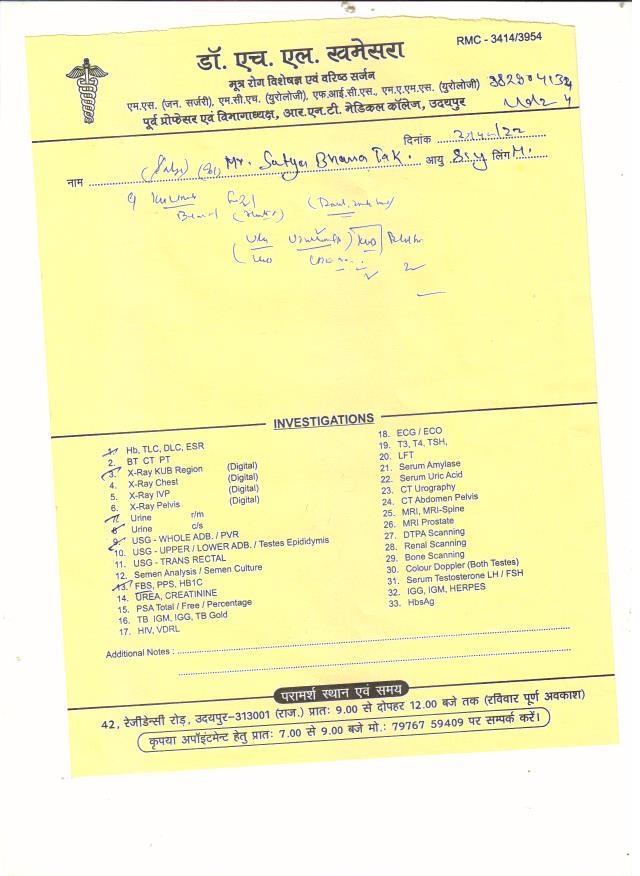 RMC - 3414/3954
डॉ. एच. एल. खमेसरा
मूत्र रोग विशेषज्ञ एवं वरिष्ठ सर्जन
एम.एस. (जन. सर्जरी), एम.सी.एच. (युरोलोजी), एफ.आई.सी.एस., एम.ए.एम.एस. (युरोलोजी)
पूर्व प्रोफेसर एवं विभागाध्यक्ष, आर.एन.टी. मेडिकल कॉलेज, उदयपुर
दिनांक
नाम Mr. Satya Bhana Tak. आयु लिंग M.
INVESTIGATIONS
1. Hb, TLC, DLC, ESR
2. BT CT PT
3. X-Ray KUB Region (Digital)
4. X-Ray Chest (Digital)
5. X-Ray IVP (Digital)
6. X-Ray Pelvis (Digital)
7. Urine r/m
8. Urine c/s
9. USG - WHOLE ADB. / PVR
10. USG - UPPER / LOWER ADB. / Testes Epididymis
11. USG - TRANS RECTAL
12. Semen Analysis / Semen Culture
13. FBS, PPS, HB1C
14. UREA, CREATININE
15. PSA Total / Free / Percentage
16. TB IGM, IGG, TB Gold
17. HIV, VDRL
18. ECG / ECO
19. T3, T4, TSH,
20. LFT
21. Serum Amylase
22. Serum Uric Acid
23. CT Urography
24. CT Abdomen Pelvis
25. MRI, MRI-Spine
26. MRI Prostate
27. DTPA Scanning
28. Renal Scanning
29. Bone Scanning
30. Colour Doppler (Both Testes)
31. Serum Testosterone LH / FSH
32. IGG, IGM, HERPES
33. HbsAg
Additional Notes :
परामर्श स्थान एवं समय
42, रेजीडेन्सी रोड़, उदयपुर-313001 (राज.) प्रातः 9.00 से दोपहर 12.00 बजे तक (रविवार पूर्ण अवकाश)
कृपया अपॉइंटमेन्ट हेतु प्रातः 7.00 से 9.00 बजे मो.: 79767 59409 पर सम्पर्क करें।